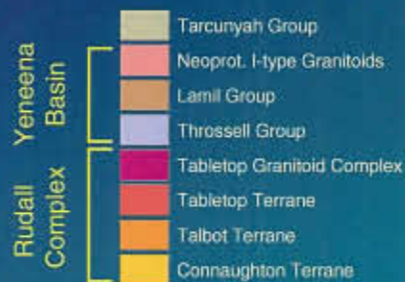 Tarcunyah Group
Yeneena
Basin
Neoprot. I-type Granitoids
Lamil Group
Throssell Group
Rudall
Complex
Tabletop Granitoid Complex
Tabletop Terrane
Talbot Terrane
Connaughton Terrane